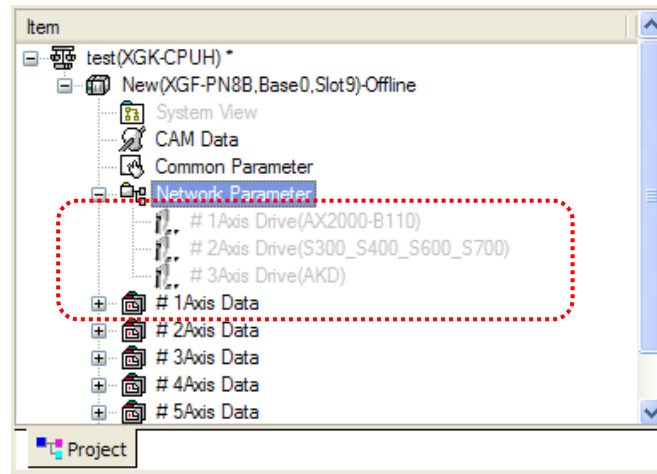 Item
test(XGK-CPUH) *
New(XGF-PN8B,Base0,Slot9)-Offline
System View
CAM Data
Common Parameter
Network Parameter
# 1Axis Drive(AX2000-B110)
# 2Axis Drive(S300_S400_S600_S700)
# 3Axis Drive(AKD)
# 1Axis Data
# 2Axis Data
# 3Axis Data
# 4Axis Data
# 5Axis Data
Project